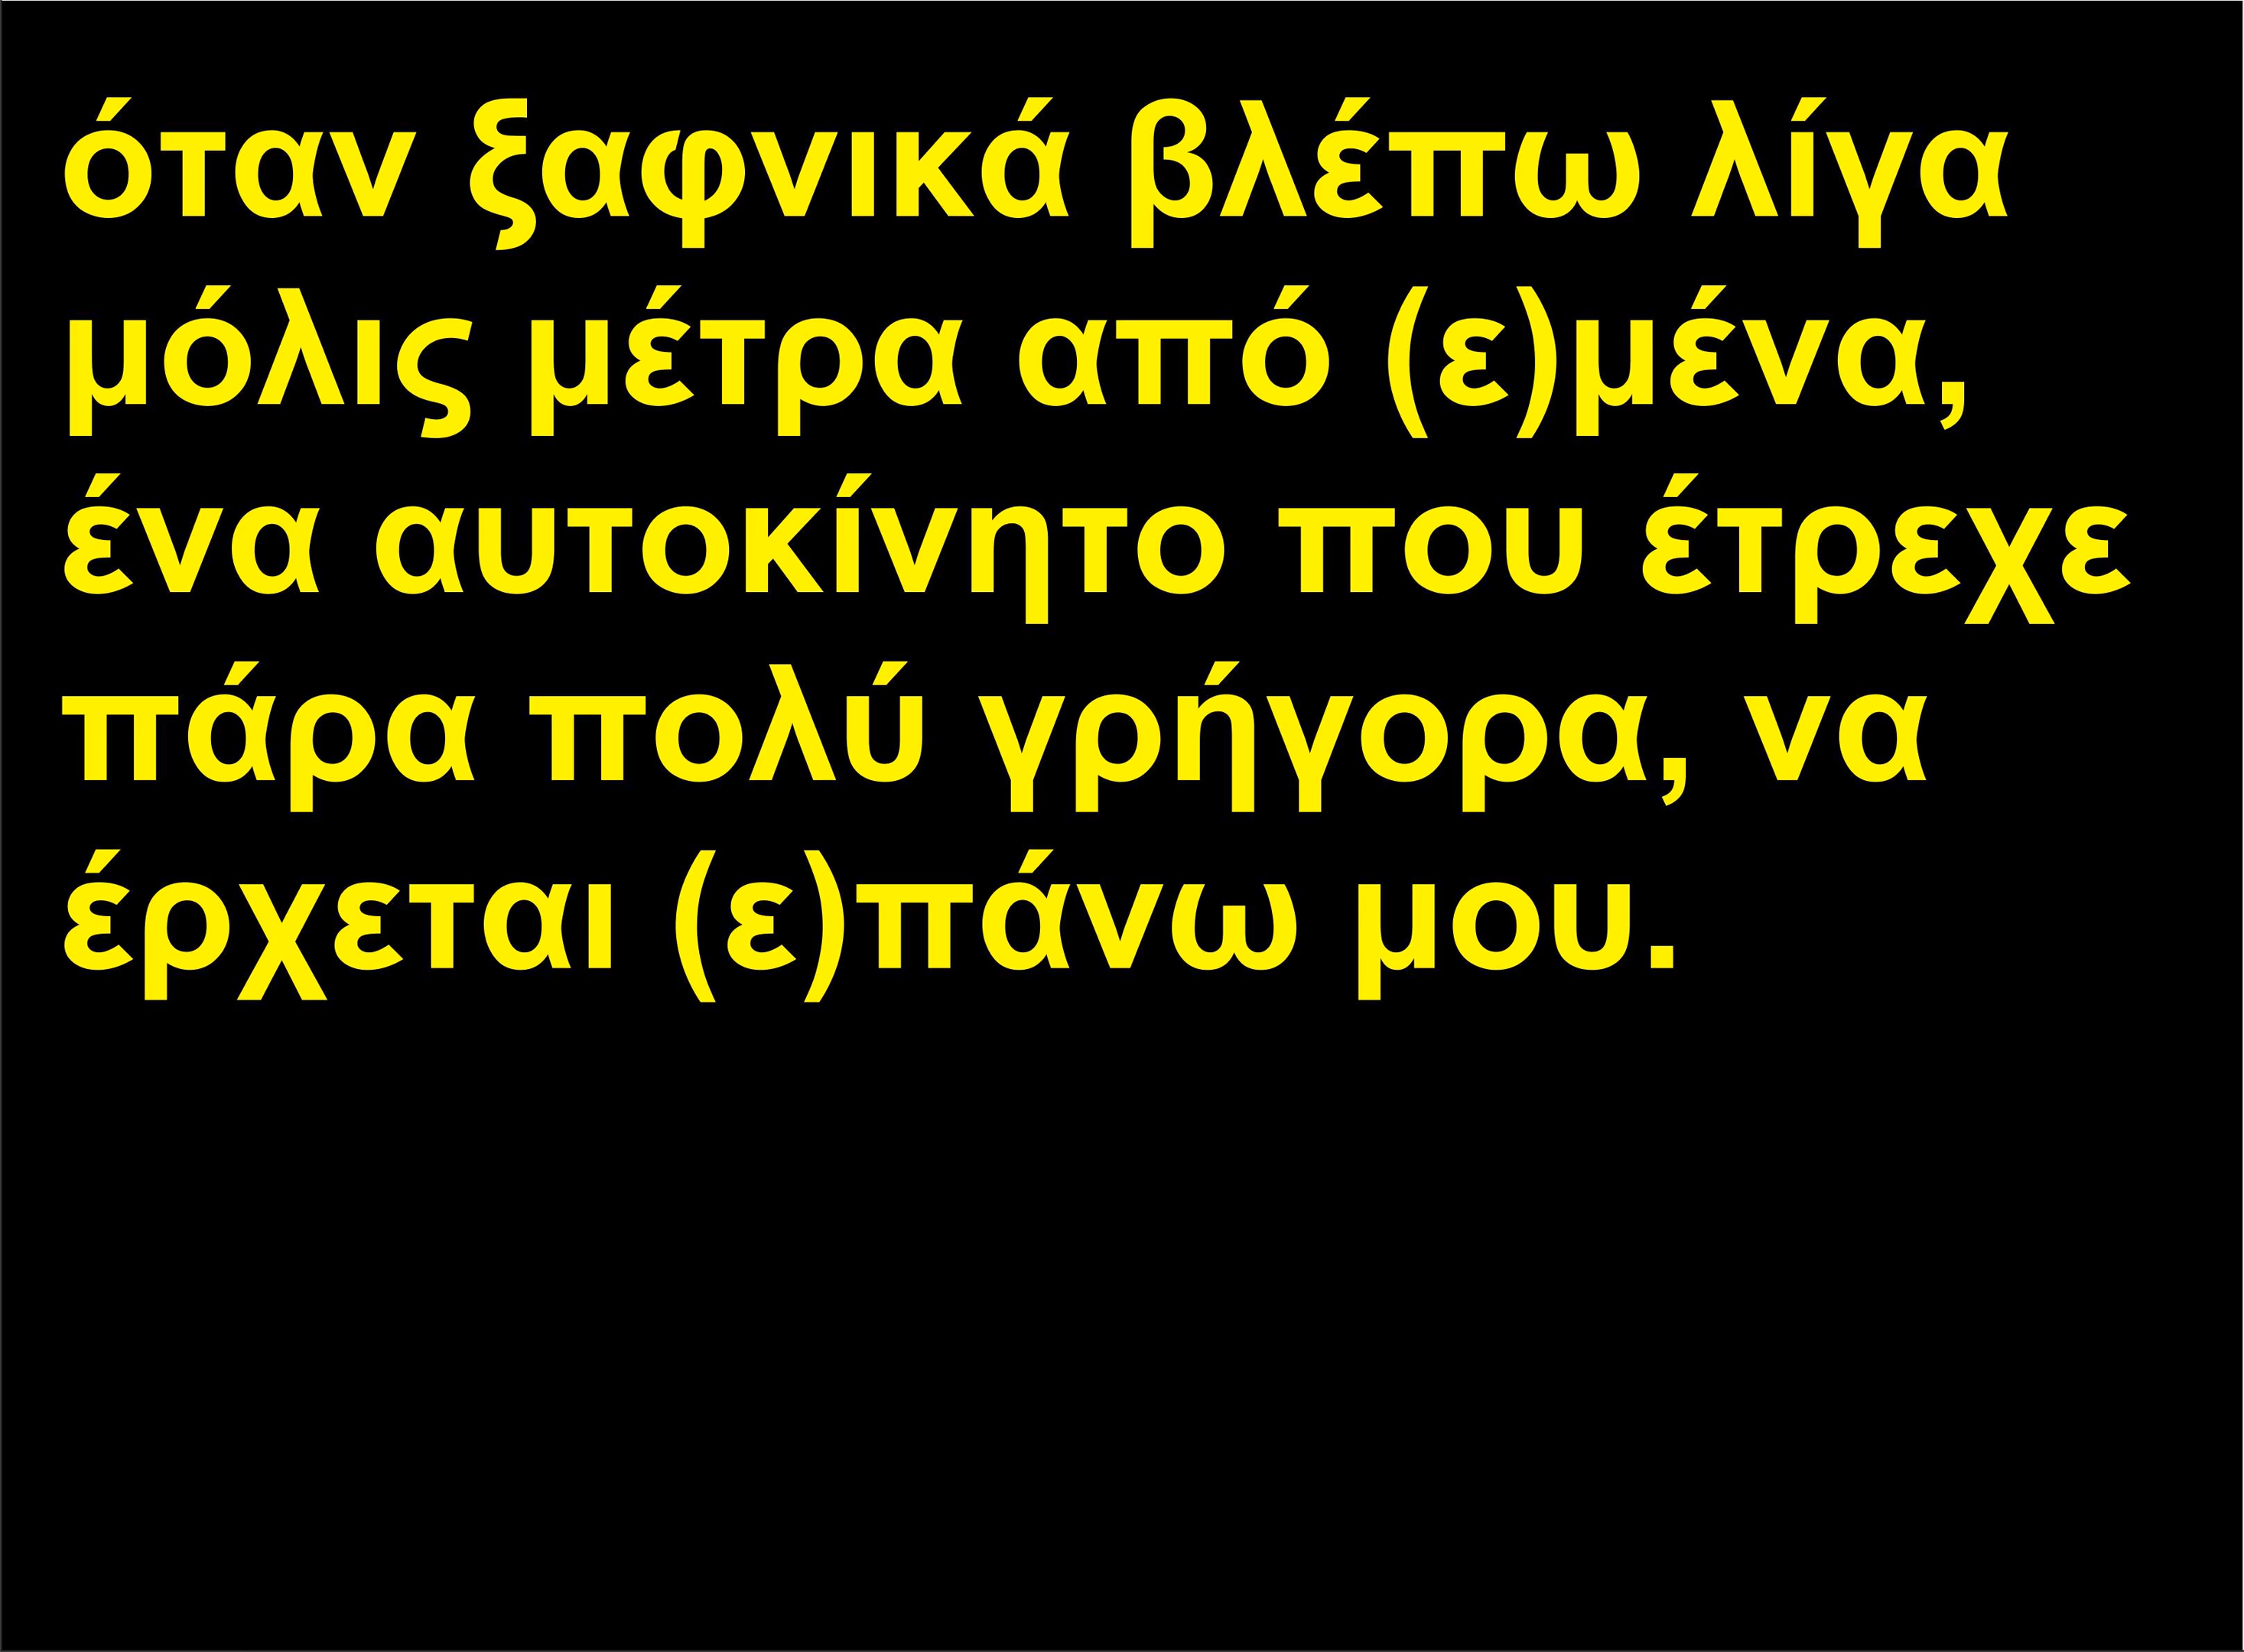 όταν ξαφνικά βλέπω λίγα
μόλις μέτρα από (ε)μένα,
ένα αυτοκίνητο που έτρεχε
πάρα πολύ γρήγορα, να
έρχεται (ε)πάνω μου.